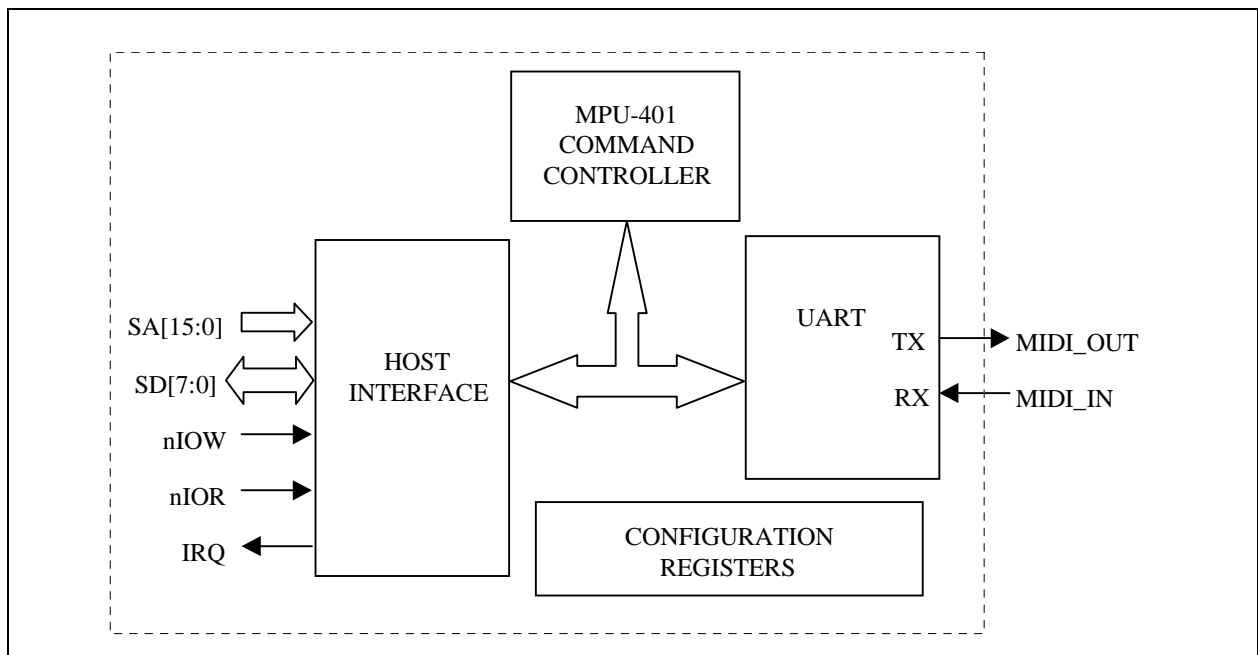 MPU-401
COMMAND
CONTROLLER
SA[15:0]
SD[7:0]
nIOW
nIOR
IRQ
HOST
INTERFACE
UART
TX
RX
MIDI_OUT
MIDI_IN
CONFIGURATION
REGISTERS